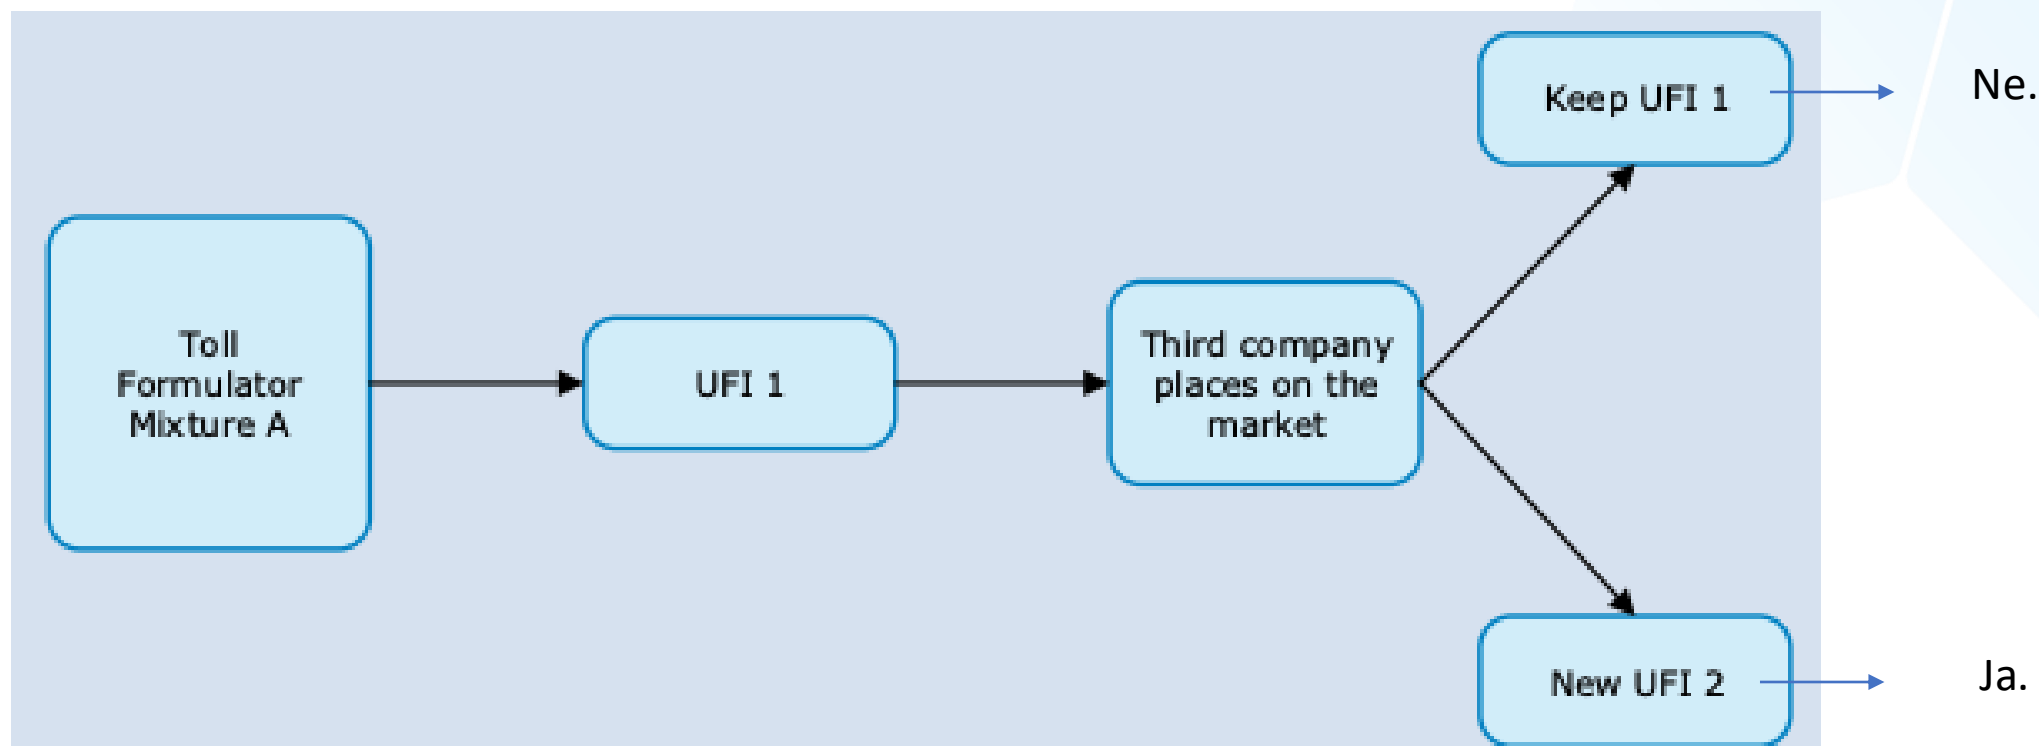 Toll
Formulator
Mixture A
UFI 1
Third company
places on the
market
Keep UFI 1
Ne.
New UFI 2
Ja.